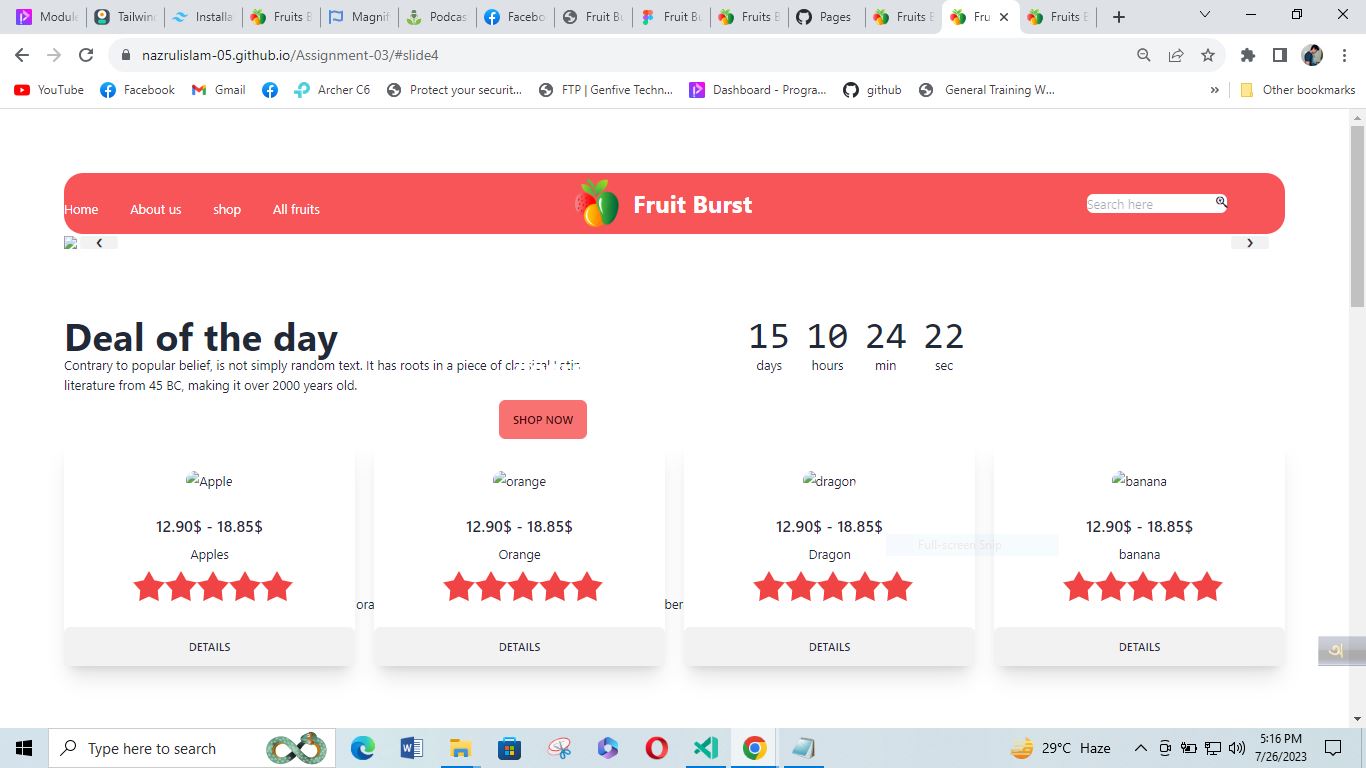 Module
Tailwind
Installa
Fruits B
Magnif
Podcas
Facebo
Fruit Bu
Fruit Bu
Fruits B
Pages
Fruits B
Fru
Fruits B
nazrulislam-05.github.io/Assignment-03/#slide4
YouTube Facebook Gmail Archer C6 Protect your securit... FTP | Genfive Techn... Dashboard - Progra... github General Training W... » Other bookmarks
Home About us shop All fruits Fruit Burst Search here
❮ ❯
Deal of the day
Contrary to popular belief, is not simply random text. It has roots in a piece of classical Latin
literature from 45 BC, making it over 2000 years old.
15 10 24 22
days hours min sec
SHOP NOW
Apple orange dragon banana
12.90$ - 18.85$ 12.90$ - 18.85$ 12.90$ - 18.85$ 12.90$ - 18.85$
Full-screen Snip
Apples Orange Dragon banana
ora ber
DETAILS DETAILS DETAILS DETAILS
অ
Type here to search
29°C Haze
5:16 PM
7/26/2023